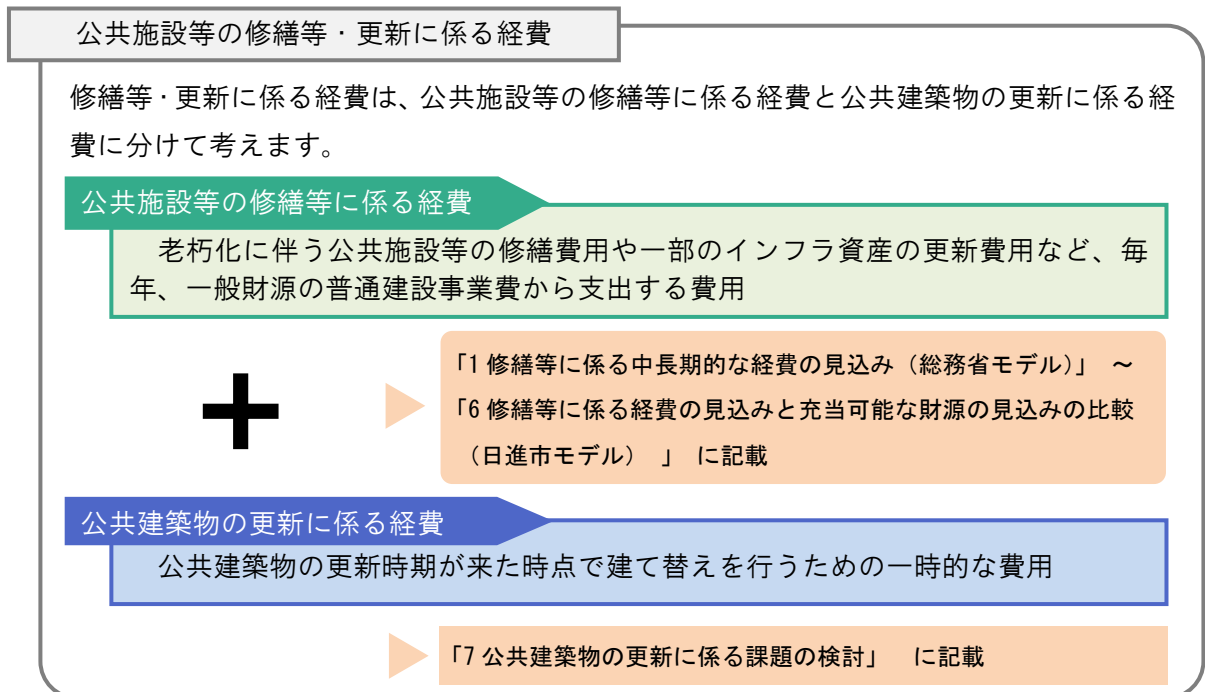 公共施設等の修繕等・更新に係る経費
修繕等・更新に係る経費は、公共施設等の修繕等に係る経費と公共建築物の更新に係る経
費に分けて考えます。
公共施設等の修繕等に係る経費
老朽化に伴う公共施設等の修繕費用や一部のインフラ資産の更新費用など、毎
年、一般財源の普通建設事業費から支出する費用
+
「1 修繕等に係る中長期的な経費の見込み（総務省モデル）」 ～
「6 修繕等に係る経費の見込みと充当可能な財源の見込みの比較
（日進市モデル） 」 に記載
公共建築物の更新に係る経費
公共建築物の更新時期が来た時点で建て替えを行うための一時的な費用
「7 公共建築物の更新に係る課題の検討」 に記載